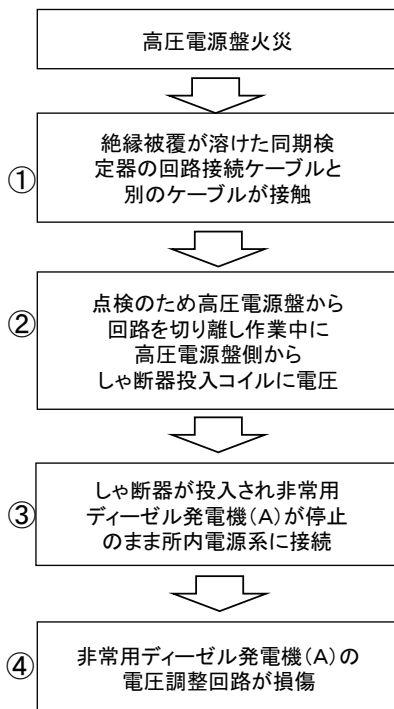 高圧電源盤火災
①
絶縁被覆が溶けた同期検
定器の回路接続ケーブルと
別のケーブルが接触
②
点検のため高圧電源盤から
回路を切り離し作業中に
高圧電源盤側から
しゃ断器投入コイルに電圧
③
しゃ断器が投入され非常用
ディーゼル発電機(A)が停止
のまま所内電源系に接続
④
非常用ディーゼル発電機(A)の
電圧調整回路が損傷